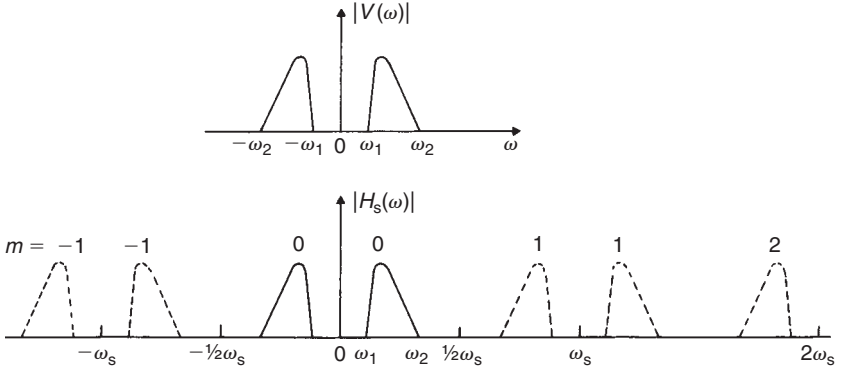 |V(ω)|
−ω₂ −ω₁ 0 ω₁ ω₂ ω
|Hₛ(ω)|
m = −1 −1 0 0 1 1 2
−ωₛ −½ωₛ 0 ω₁ ω₂ ½ωₛ ωₛ 2ωₛ